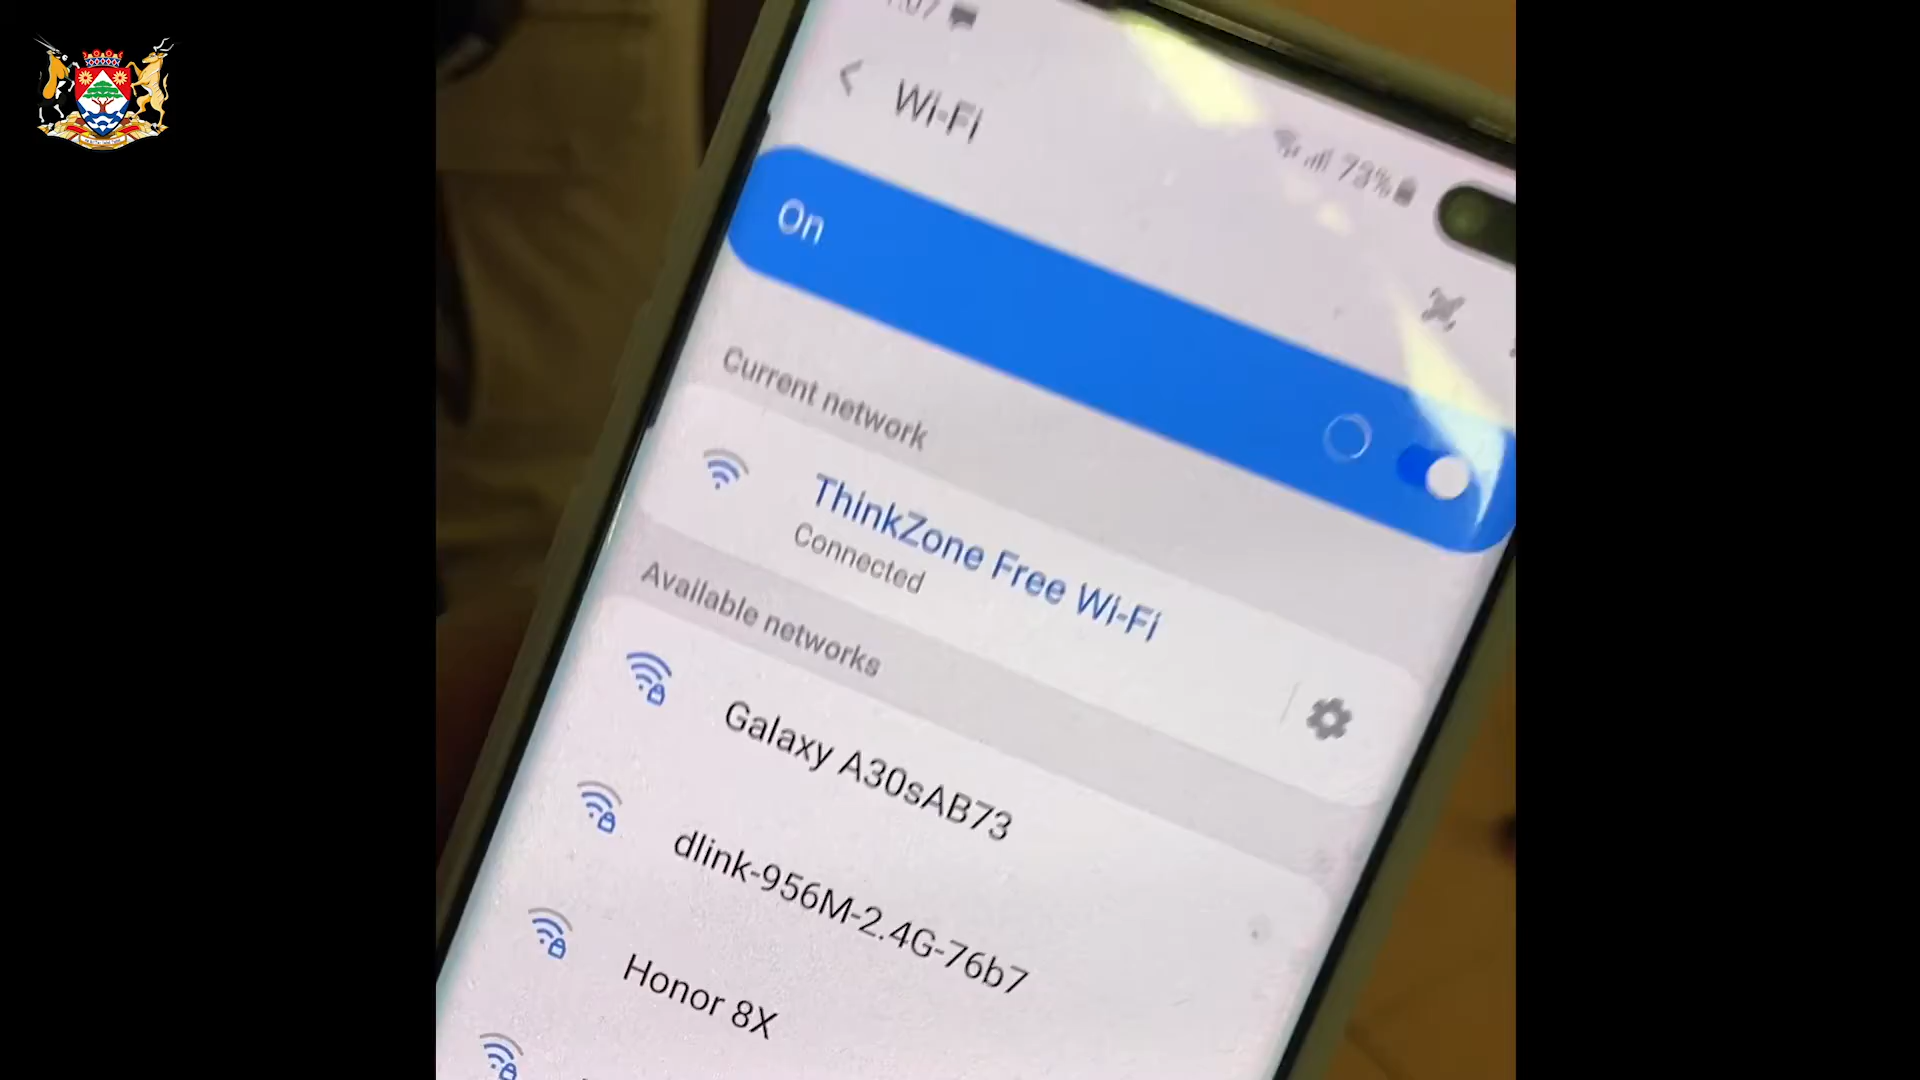 Wi-Fi
73%
On
Current network
ThinkZone Free Wi-Fi
Connected
Available networks
Galaxy A30sAB73
dlink-956M-2.4G-76b7
Honor 8X